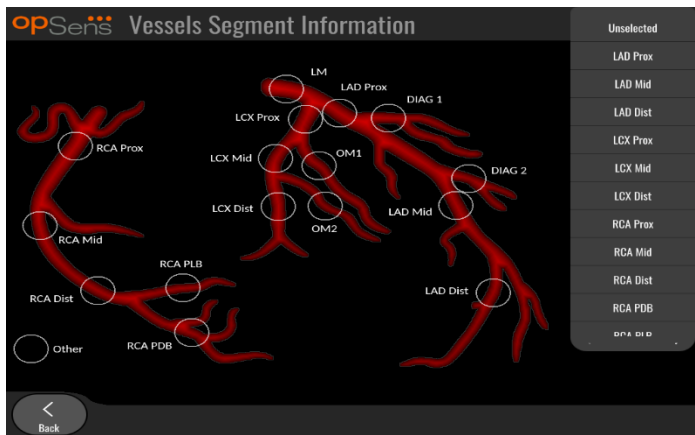 opSens Vessels Segment Information
LM
LAD Prox
DIAG 1
LCX Prox
RCA Prox
OM1
LCX Mid
DIAG 2
LCX Dist
LAD Mid
OM2
RCA Mid
RCA PLB
LAD Dist
RCA Dist
RCA PDB
Other
Back
Unselected
LAD Prox
LAD Mid
LAD Dist
LCX Prox
LCX Mid
LCX Dist
RCA Prox
RCA Mid
RCA Dist
RCA PDB
RCA PLB